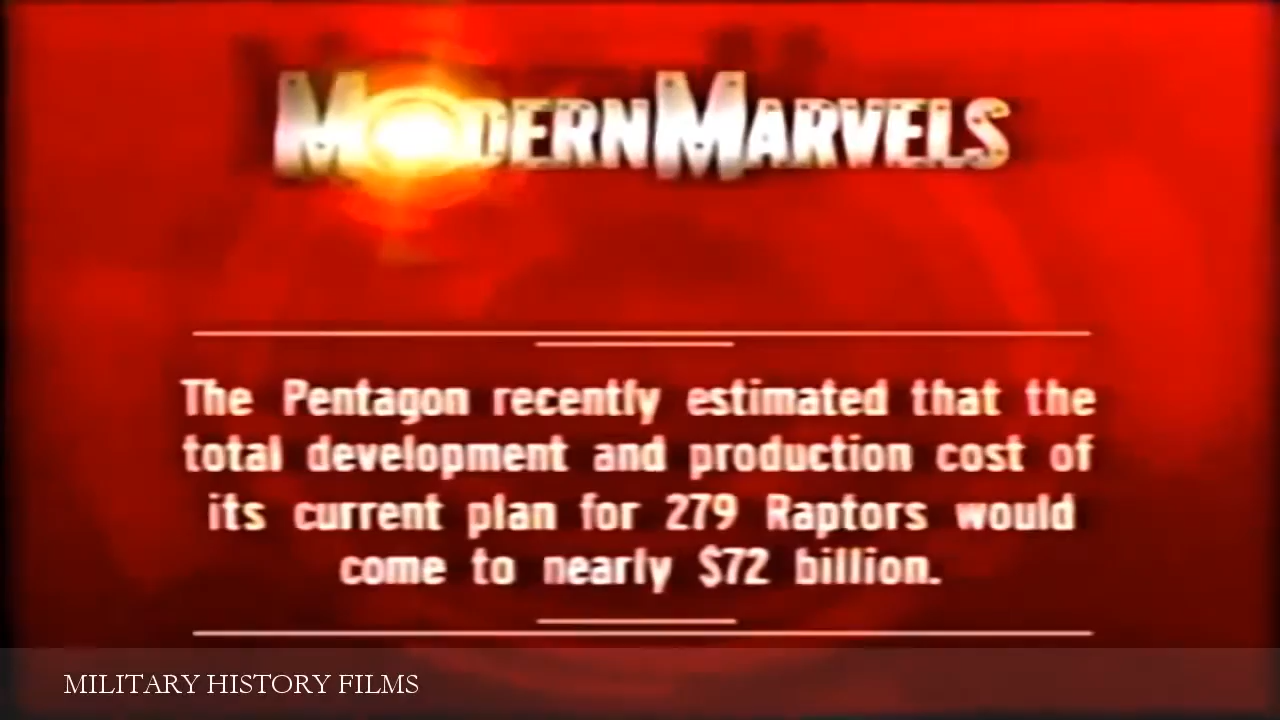 MODERN MARVELS
The Pentagon recently estimated that the
total development and production cost of
its current plan for 279 Raptors would
come to nearly $72 billion.
MILITARY HISTORY FILMS